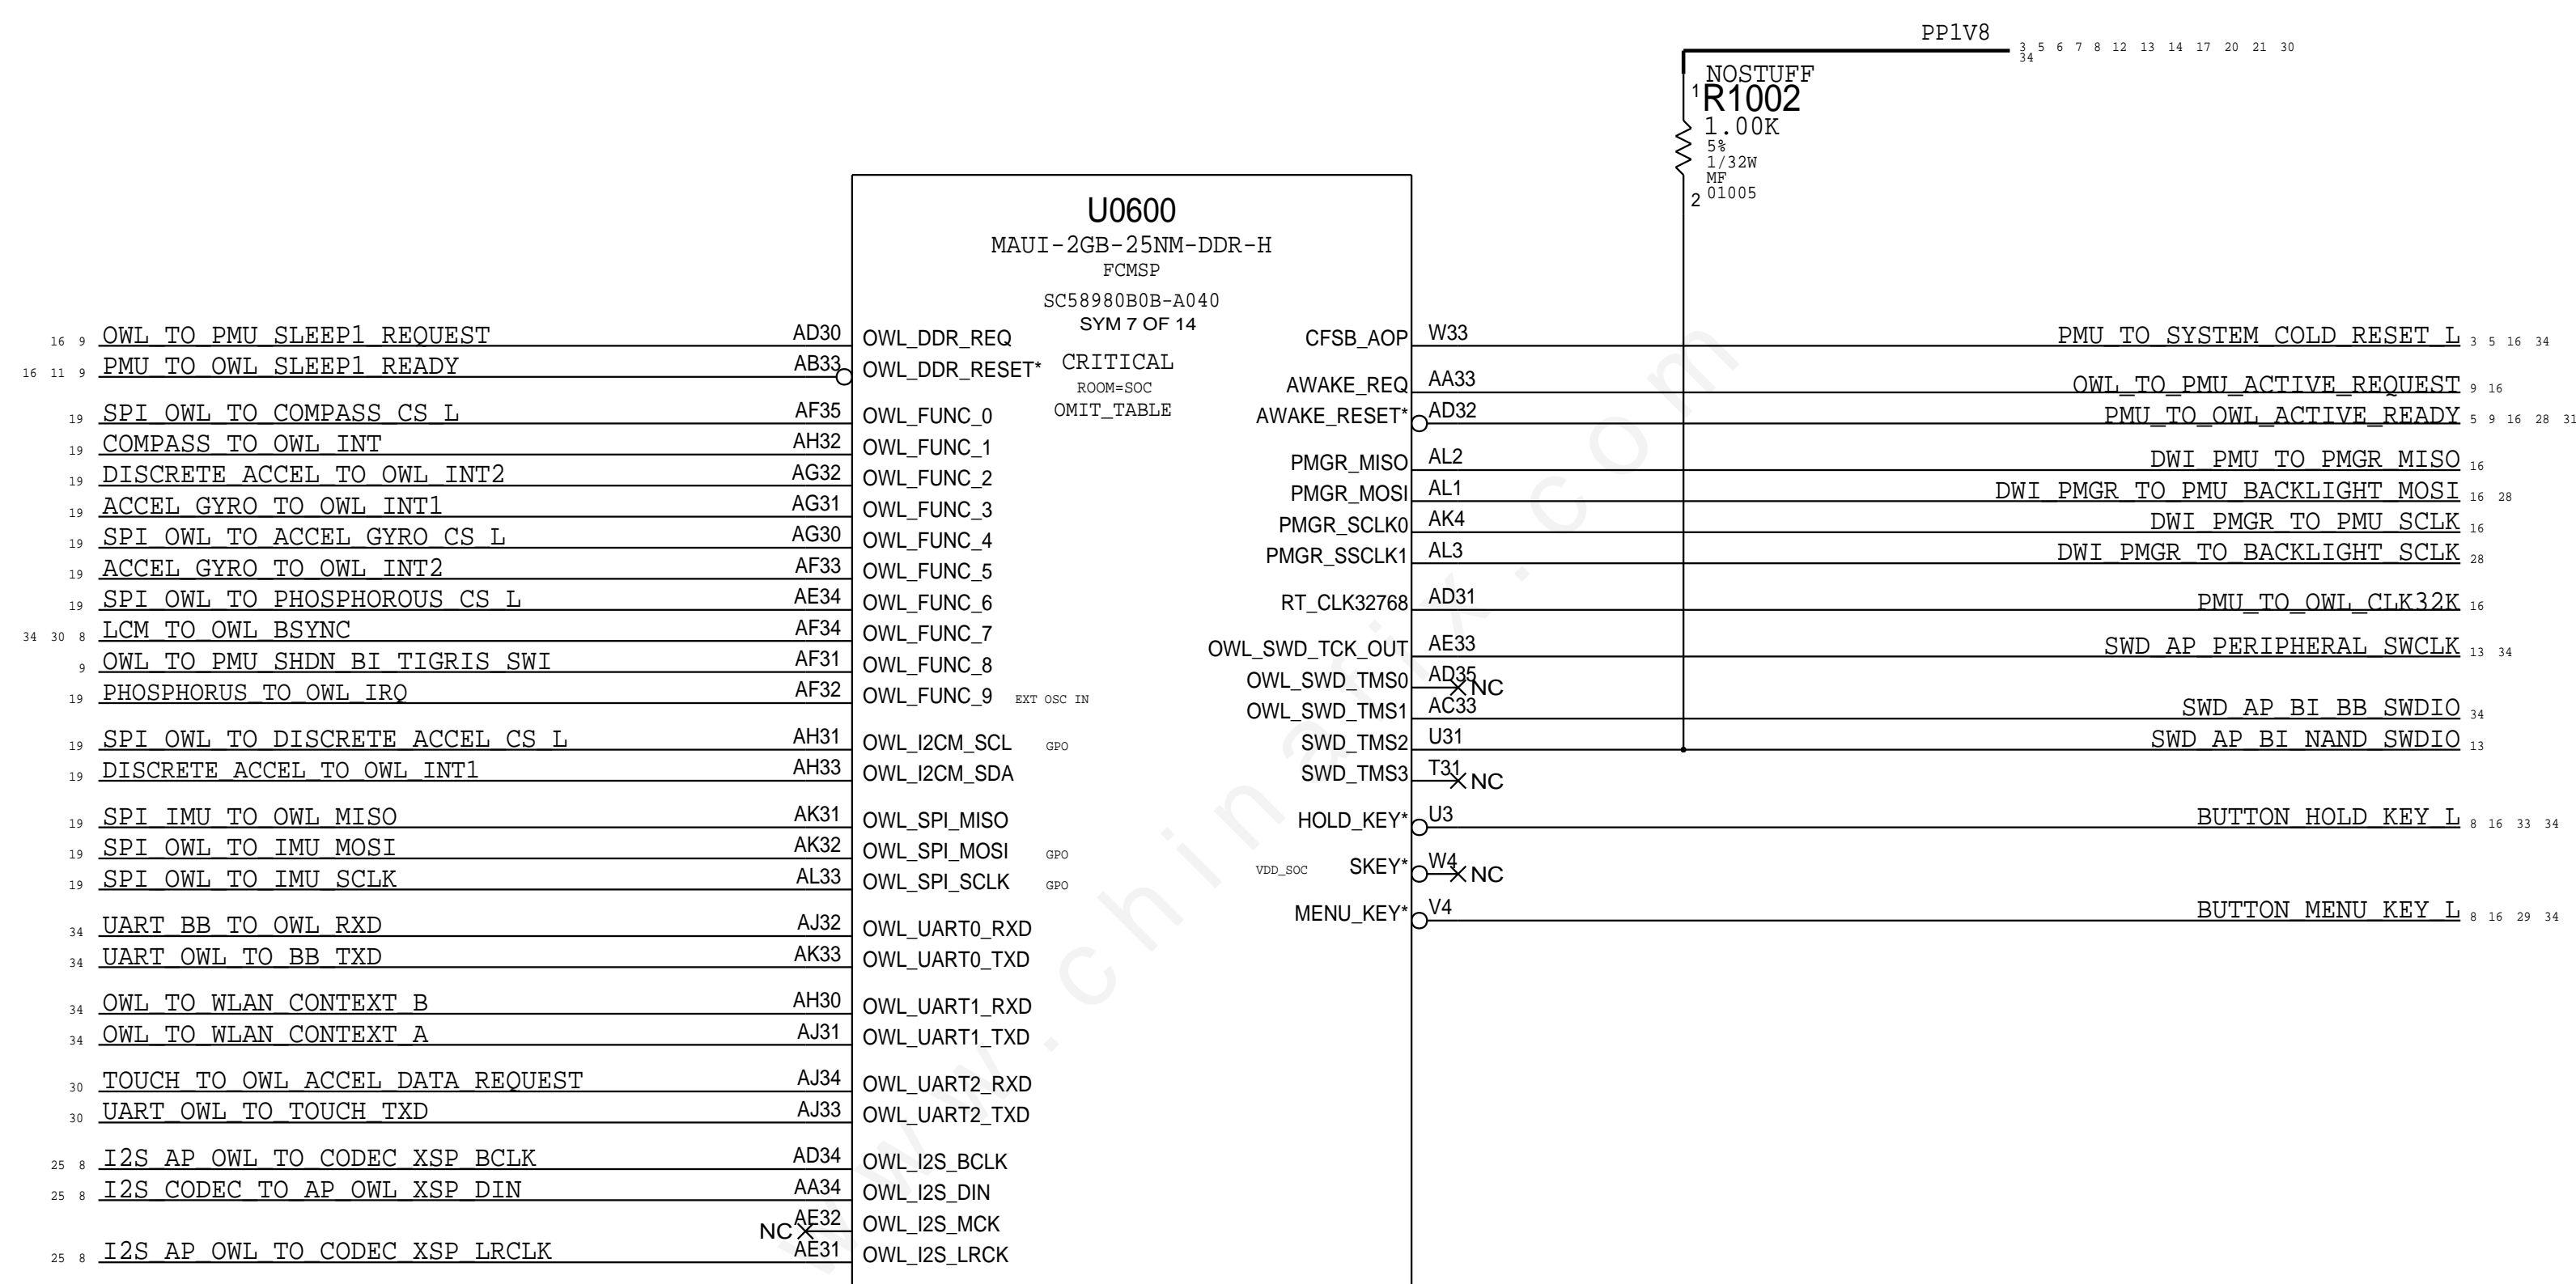 PP1V8
3 5 6 7 8 12 13 14 17 20 21 30
34
NOSTUFF
1 R1002
1.00K
5%
1/32W
MF
2 01005
U0600
MAUI-2GB-25NM-DDR-H
FCMSP
SC58980B0B-A040
SYM 7 OF 14
CRITICAL
ROOM=SOC
OMIT_TABLE
16 9 OWL_TO_PMU_SLEEP1_REQUEST AD30 OWL_DDR_REQ
16 11 9 PMU_TO_OWL_SLEEP1_READY AB33 OWL_DDR_RESET*
19 SPI_OWL_TO_COMPASS_CS_L AF35 OWL_FUNC_0
19 COMPASS_TO_OWL_INT AH32 OWL_FUNC_1
19 DISCRETE_ACCEL_TO_OWL_INT2 AG32 OWL_FUNC_2
19 ACCEL_GYRO_TO_OWL_INT1 AG31 OWL_FUNC_3
19 SPI_OWL_TO_ACCEL_GYRO_CS_L AG30 OWL_FUNC_4
19 ACCEL_GYRO_TO_OWL_INT2 AF33 OWL_FUNC_5
19 SPI_OWL_TO_PHOSPHOROUS_CS_L AE34 OWL_FUNC_6
34 30 8 LCM_TO_OWL_BSYNC AF34 OWL_FUNC_7
9 OWL_TO_PMU_SHDN_BI_TIGRIS_SWI AF31 OWL_FUNC_8
19 PHOSPHORUS_TO_OWL_IRQ AF32 OWL_FUNC_9 EXT OSC IN
19 SPI_OWL_TO_DISCRETE_ACCEL_CS_L AH31 OWL_I2CM_SCL GPO
19 DISCRETE_ACCEL_TO_OWL_INT1 AH33 OWL_I2CM_SDA
19 SPI_IMU_TO_OWL_MISO AK31 OWL_SPI_MISO
19 SPI_OWL_TO_IMU_MOSI AK32 OWL_SPI_MOSI GPO
19 SPI_OWL_TO_IMU_SCLK AL33 OWL_SPI_SCLK GPO
34 UART_BB_TO_OWL_RXD AJ32 OWL_UART0_RXD
34 UART_OWL_TO_BB_TXD AK33 OWL_UART0_TXD
34 OWL_TO_WLAN_CONTEXT_B AH30 OWL_UART1_RXD
34 OWL_TO_WLAN_CONTEXT_A AJ31 OWL_UART1_TXD
30 TOUCH_TO_OWL_ACCEL_DATA_REQUEST AJ34 OWL_UART2_RXD
30 UART_OWL_TO_TOUCH_TXD AJ33 OWL_UART2_TXD
25 8 I2S_AP_OWL_TO_CODEC_XSP_BCLK AD34 OWL_I2S_BCLK
25 8 I2S_CODEC_TO_AP_OWL_XSP_DIN AA34 OWL_I2S_DIN
NC AE32 OWL_I2S_MCK
25 8 I2S_AP_OWL_TO_CODEC_XSP_LRCLK AE31 OWL_I2S_LRCK
CFSB_AOP W33 PMU_TO_SYSTEM_COLD_RESET_L 3 5 16 34
AWAKE_REQ AA33 OWL_TO_PMU_ACTIVE_REQUEST 9 16
AWAKE_RESET* AD32 PMU_TO_OWL_ACTIVE_READY 5 9 16 28 31
PMGR_MISO AL2 DWI_PMU_TO_PMGR_MISO 16
PMGR_MOSI AL1 DWI_PMGR_TO_PMU_BACKLIGHT_MOSI 16 28
PMGR_SCLK0 AK4 DWI_PMGR_TO_PMU_SCLK 16
PMGR_SSCLK1 AL3 DWI_PMGR_TO_BACKLIGHT_SCLK 28
RT_CLK32768 AD31 PMU_TO_OWL_CLK32K 16
OWL_SWD_TCK_OUT AE33 SWD_AP_PERIPHERAL_SWCLK 13 34
OWL_SWD_TMS0 AD35 NC
OWL_SWD_TMS1 AC33 SWD_AP_BI_BB_SWDIO 34
SWD_TMS2 U31 SWD_AP_BI_NAND_SWDIO 13
SWD_TMS3 T31 NC
HOLD_KEY* U3 BUTTON_HOLD_KEY_L 8 16 33 34
VDD_SOC SKEY* W4 NC
MENU_KEY* V4 BUTTON_MENU_KEY_L 8 16 29 34
w w . c h i n a f i x . c o m